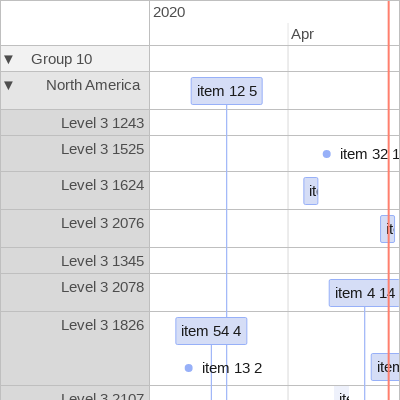 2020
Apr
▼ Group 10
▼ North America
item 12 5
Level 3 1243
Level 3 1525
item 32 1
Level 3 1624
it
Level 3 2076
it
Level 3 1345
Level 3 2078
item 4 14
Level 3 1826
item 54 4
item 13 2
item
Level 3 2107
ite